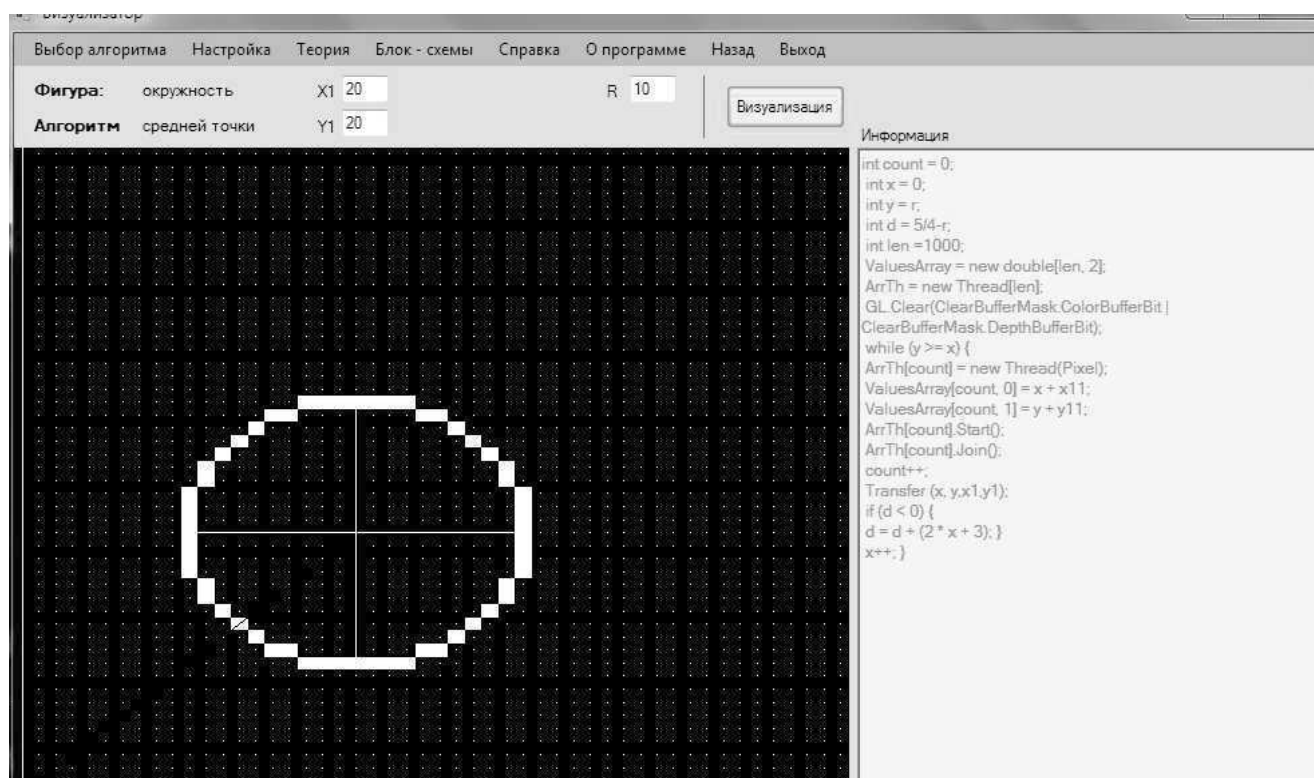 Визуализатор
Выбор алгоритма Настройка Теория Блок - схемы Справка О программе Назад Выход
Фигура: окружность X1 20 R 10
Алгоритм средней точки Y1 20
Визуализация
Информация
int count = 0;
int x = 0;
int y = r;
int d = 5/4-r;
int len =1000;
ValuesArray = new double[len, 2];
ArrTh = new Thread[len];
GL.Clear(ClearBufferMask.ColorBufferBit |
ClearBufferMask.DepthBufferBit);
while (y >= x) {
ArrTh[count] = new Thread(Pixel);
ValuesArray[count, 0] = x + x11;
ValuesArray[count, 1] = y + y11;
ArrTh[count].Start();
ArrTh[count].Join();
count++;
Transfer (x, y,x1,y1);
if (d < 0) {
d = d + (2 * x + 3); }
x++; }